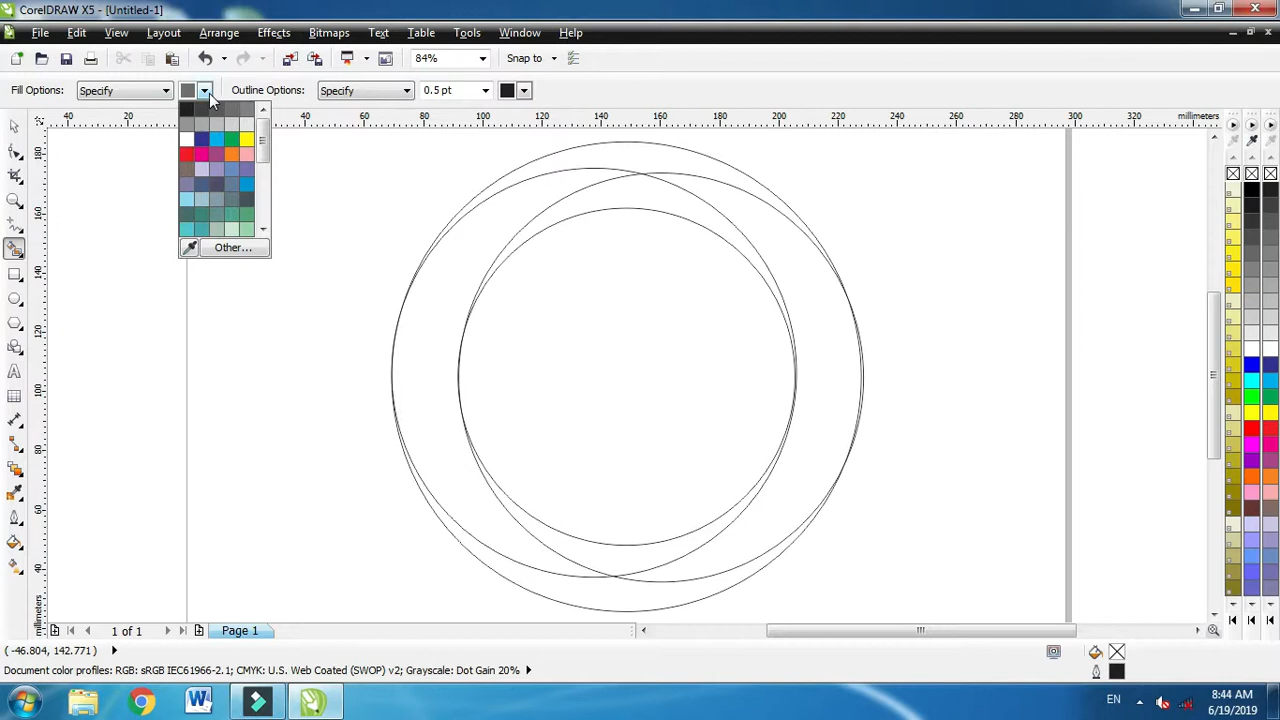 CorelDRAW X5 - [Untitled-1]
File Edit View Layout Arrange Effects Bitmaps Text Table Tools Window Help
84% Snap to
Fill Options: Specify Outline Options: Specify 0.5 pt
40 20 40 60 80 100 120 140 160 180 200 220 240 260 280 300 320 millimeters
Other...
180
160
140
120
100
80
60
40
millimeters
1 of 1 Page 1
( -46.804, 142.771 )
Document color profiles: RGB: sRGB IEC61966-2.1; CMYK: U.S. Web Coated (SWOP) v2; Grayscale: Dot Gain 20%
EN
8:44 AM
6/19/2019